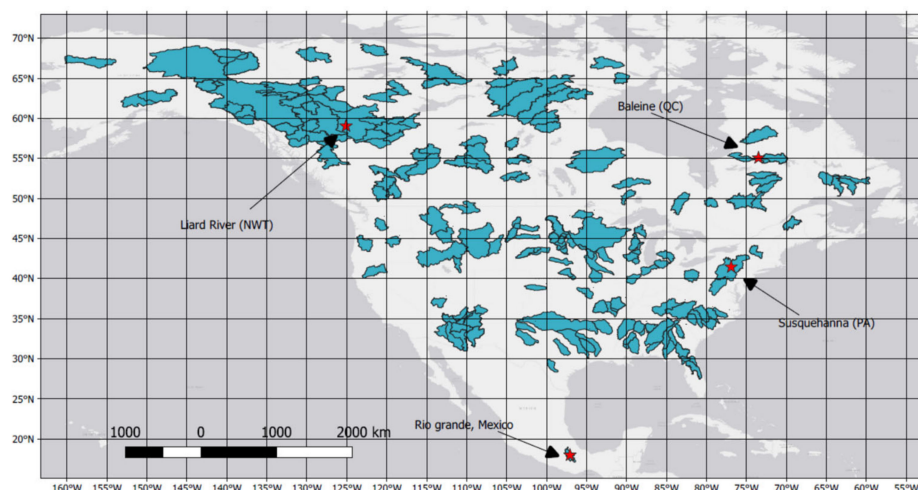 70°N
65°N
60°N
55°N
50°N
45°N
40°N
35°N
30°N
25°N
20°N
Baleine (QC)
Liard River (NWT)
Susquehanna (PA)
Rio grande, Mexico
1000 0 1000 2000 km
160°W 155°W 150°W 145°W 140°W 135°W 130°W 125°W 120°W 115°W 110°W 105°W 100°W 95°W 90°W 85°W 80°W 75°W 70°W 65°W 60°W 55°W